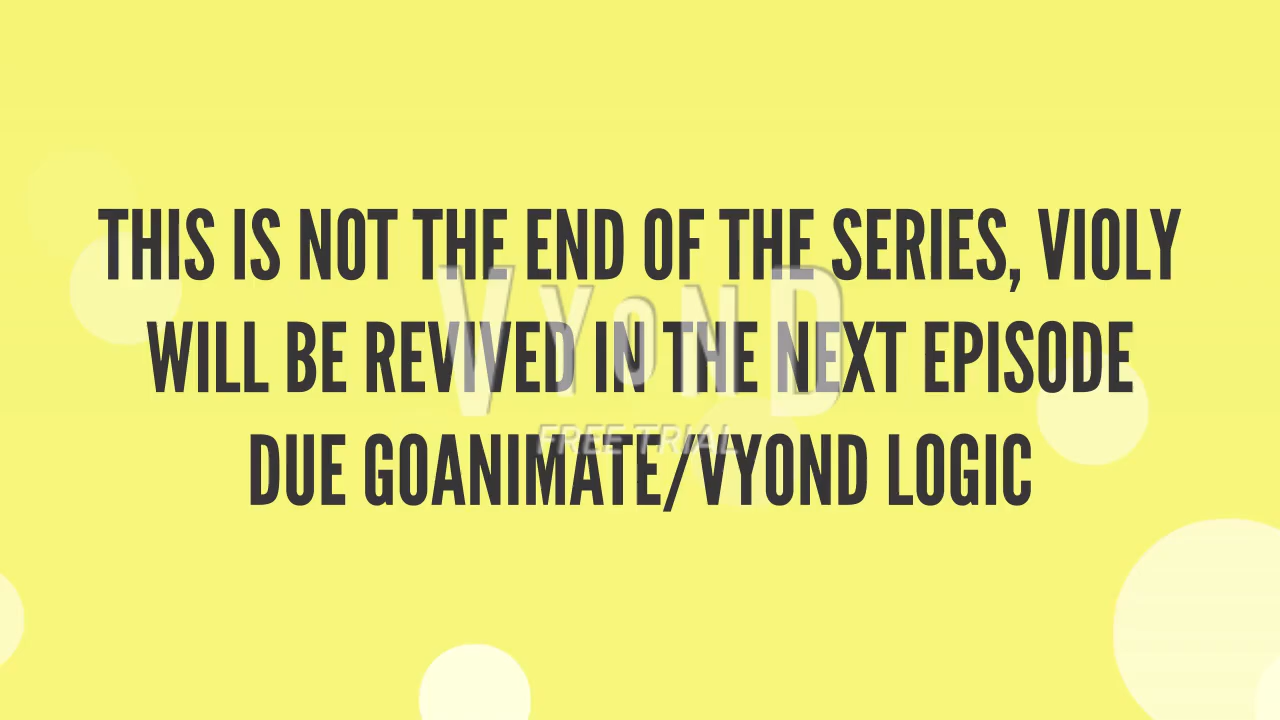 THIS IS NOT THE END OF THE SERIES, VIOLY
WILL BE REVIVED IN THE NEXT EPISODE
DUE GOANIMATE/VYOND LOGIC
VYOND
FREE TRIAL